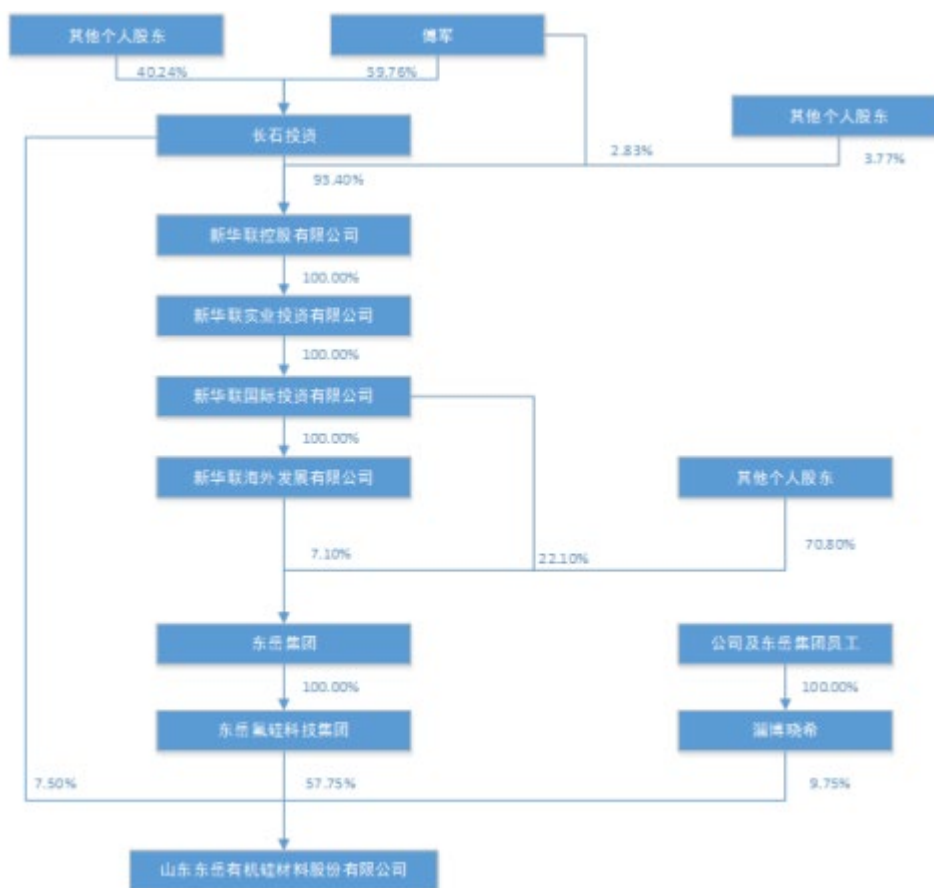 其他个人股东
傅军
40.24%
59.76%
其他个人股东
长石投资
2.83%
3.77%
93.40%
新华联控股有限公司
100.00%
新华联实业投资有限公司
100.00%
新华联国际投资有限公司
100.00%
新华联海外发展有限公司
其他个人股东
7.10%
22.10%
70.80%
东岳集团
公司及东岳集团员工
100.00%
100.00%
东岳氟硅科技集团
淄博晓希
7.50%
57.75%
9.75%
山东东岳有机硅材料股份有限公司